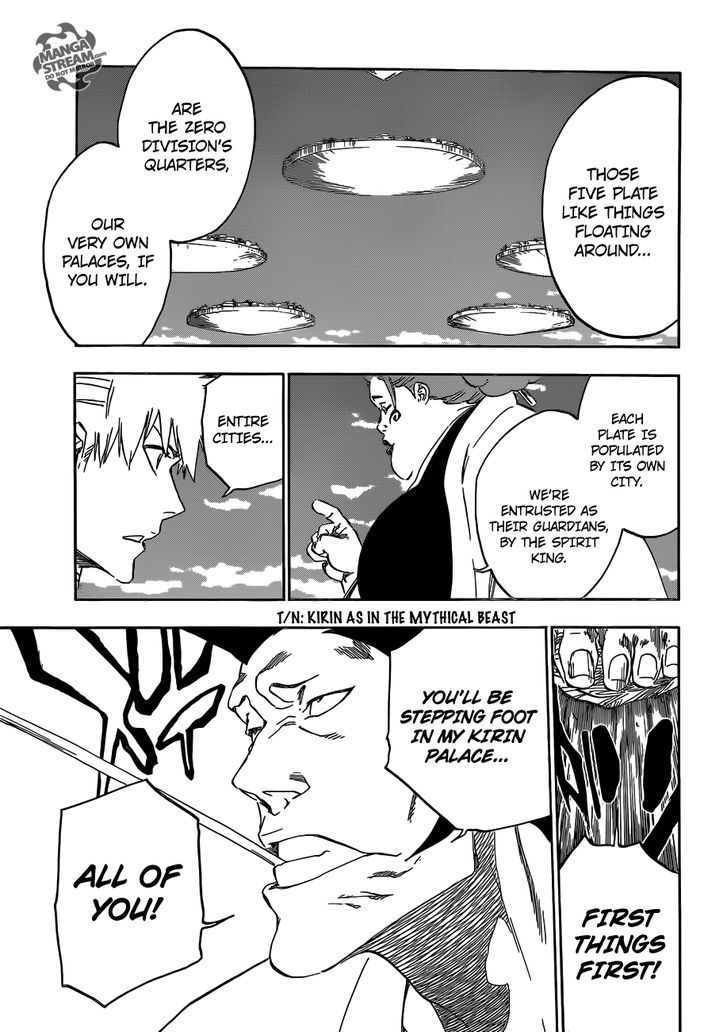 MANGA
STREAM.com
DO NOT MIRROR
THOSE
FIVE PLATE
LIKE THINGS
FLOATING
AROUND...
ARE
THE ZERO
DIVISION'S
QUARTERS,
OUR
VERY OWN
PALACES, IF
YOU WILL.
EACH
PLATE IS
POPULATED
BY ITS OWN
CITY.
WE'RE
ENTRUSTED AS
THEIR GUARDIANS,
BY THE SPIRIT
KING.
ENTIRE
CITIES...
T/N: KIRIN AS IN THE MYTHICAL BEAST
FIRST
THINGS
FIRST!
YOU'LL BE
STEPPING FOOT
IN MY KIRIN
PALACE...
ALL OF
YOU!